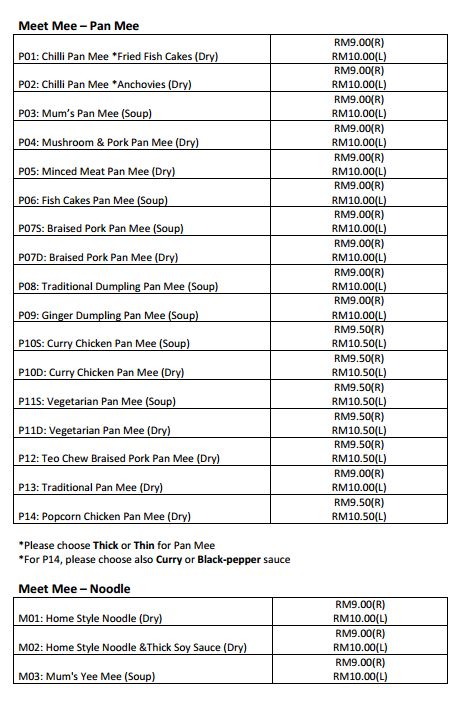 Meet Mee – Pan Mee
RM9.00(R)
P01: Chilli Pan Mee *Fried Fish Cakes (Dry) RM10.00(L)
RM9.00(R)
P02: Chilli Pan Mee *Anchovies (Dry) RM10.00(L)
RM9.00(R)
P03: Mum's Pan Mee (Soup) RM10.00(L)
RM9.00(R)
P04: Mushroom & Pork Pan Mee (Dry) RM10.00(L)
RM9.00(R)
P05: Minced Meat Pan Mee (Dry) RM10.00(L)
RM9.00(R)
P06: Fish Cakes Pan Mee (Soup) RM10.00(L)
RM9.00(R)
P07S: Braised Pork Pan Mee (Soup) RM10.00(L)
RM9.00(R)
P07D: Braised Pork Pan Mee (Dry) RM10.00(L)
RM9.00(R)
P08: Traditional Dumpling Pan Mee (Soup) RM10.00(L)
RM9.00(R)
P09: Ginger Dumpling Pan Mee (Soup) RM10.00(L)
RM9.50(R)
P10S: Curry Chicken Pan Mee (Soup) RM10.50(L)
RM9.50(R)
P10D: Curry Chicken Pan Mee (Dry) RM10.50(L)
RM9.50(R)
P11S: Vegetarian Pan Mee (Soup) RM10.50(L)
RM9.50(R)
P11D: Vegetarian Pan Mee (Dry) RM10.50(L)
RM9.50(R)
P12: Teo Chew Braised Pork Pan Mee (Dry) RM10.50(L)
RM9.00(R)
P13: Traditional Pan Mee (Dry) RM10.00(L)
RM9.50(R)
P14: Popcorn Chicken Pan Mee (Dry) RM10.50(L)
*Please choose Thick or Thin for Pan Mee
*For P14, please choose also Curry or Black-pepper sauce
Meet Mee – Noodle
RM9.00(R)
M01: Home Style Noodle (Dry) RM10.00(L)
RM9.00(R)
M02: Home Style Noodle &Thick Soy Sauce (Dry) RM10.00(L)
RM9.00(R)
M03: Mum's Yee Mee (Soup) RM10.00(L)